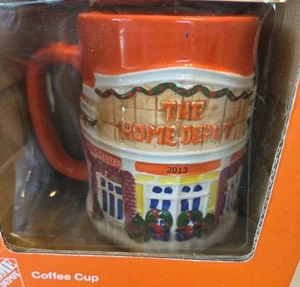 THE
HOME DEPOT
2013
Coffee Cup